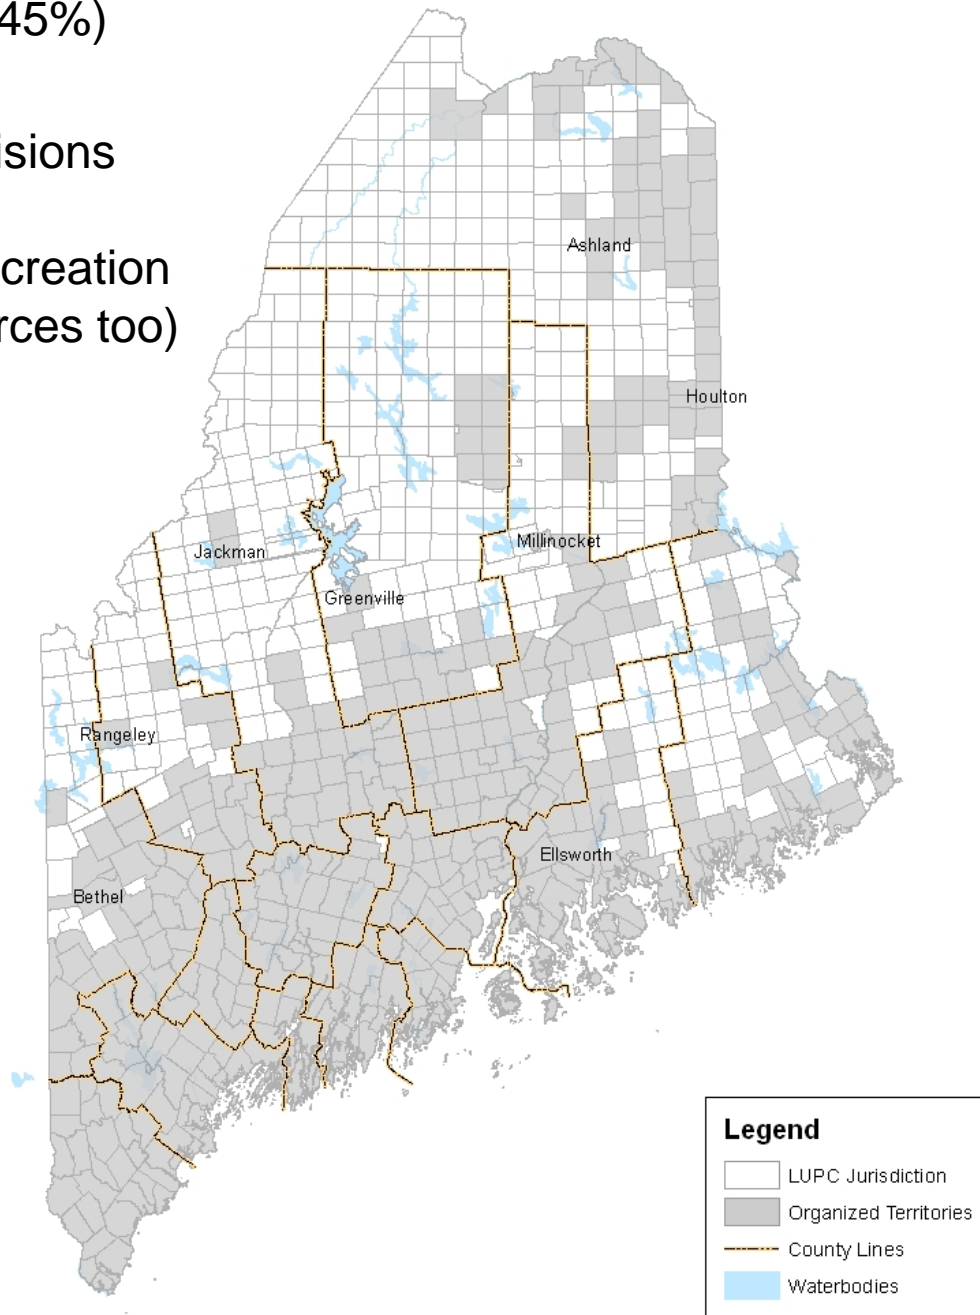 45%)
isions
creation
rces too)
Ashland
Houlton
Millinocket
Jackman
Greenville
Rangeley
Ellsworth
Bethel
Legend
LUPC Jurisdiction
Organized Territories
County Lines
Waterbodies